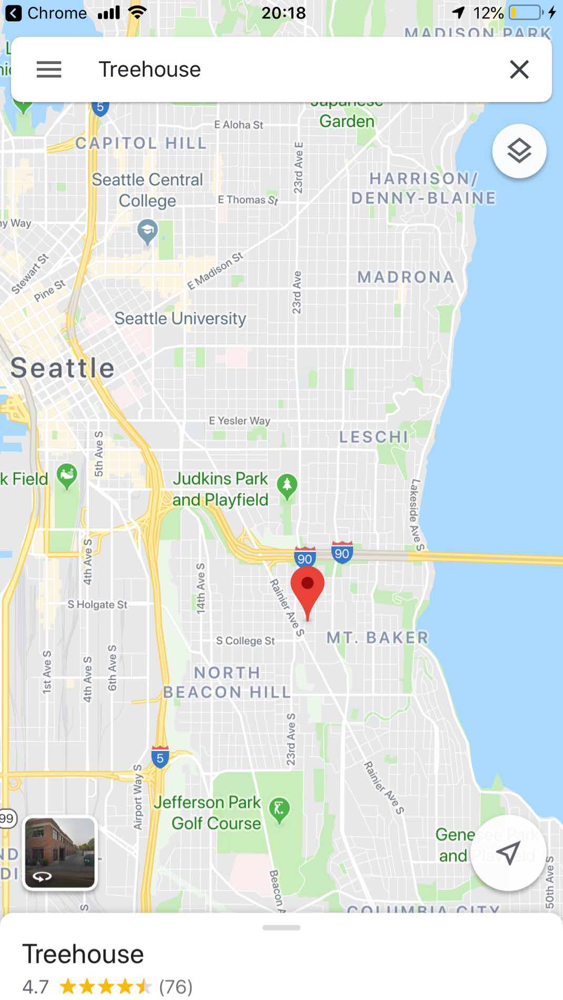 Chrome
20:18
12%
MADISON PARK
Treehouse
Japanese
Garden
5
E Aloha St
CAPITOL HILL
23rd Ave E
Seattle Central
College
HARRISON/
DENNY-BLAINE
E Thomas St
ny Way
Stewart St
Pine St
E Madison St
23rd Ave
MADRONA
Seattle University
Seattle
E Yesler Way
LESCHI
5th Ave S
k Field
Judkins Park
and Playfield
Lakeside Ave S
90
90
4th Ave S
14th Ave S
Rainier Ave S
S Holgate St
S College St
MT. BAKER
1st Ave S
4th Ave S
6th Ave S
NORTH
BEACON HILL
23rd Ave S
5
Airport Way S
Rainier Ave S
Jefferson Park
Golf Course
99
Genesee Park
and Playfield
50th Ave S
Beacon A
S
COLUMBIA CITY
Treehouse
4.7 (76)